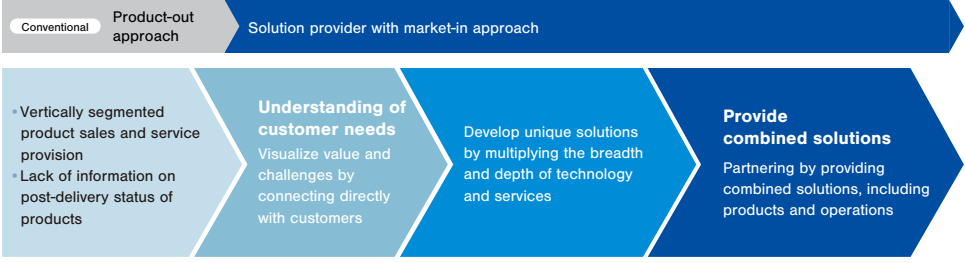 Conventional
Product-out
approach
Solution provider with market-in approach
• Vertically segmented
product sales and service
provision
• Lack of information on
post-delivery status of
products
Understanding of
customer needs
Visualize value and
challenges by
connecting directly
with customers
Develop unique solutions
by multiplying the breadth
and depth of technology
and services
Provide
combined solutions
Partnering by providing
combined solutions, including
products and operations